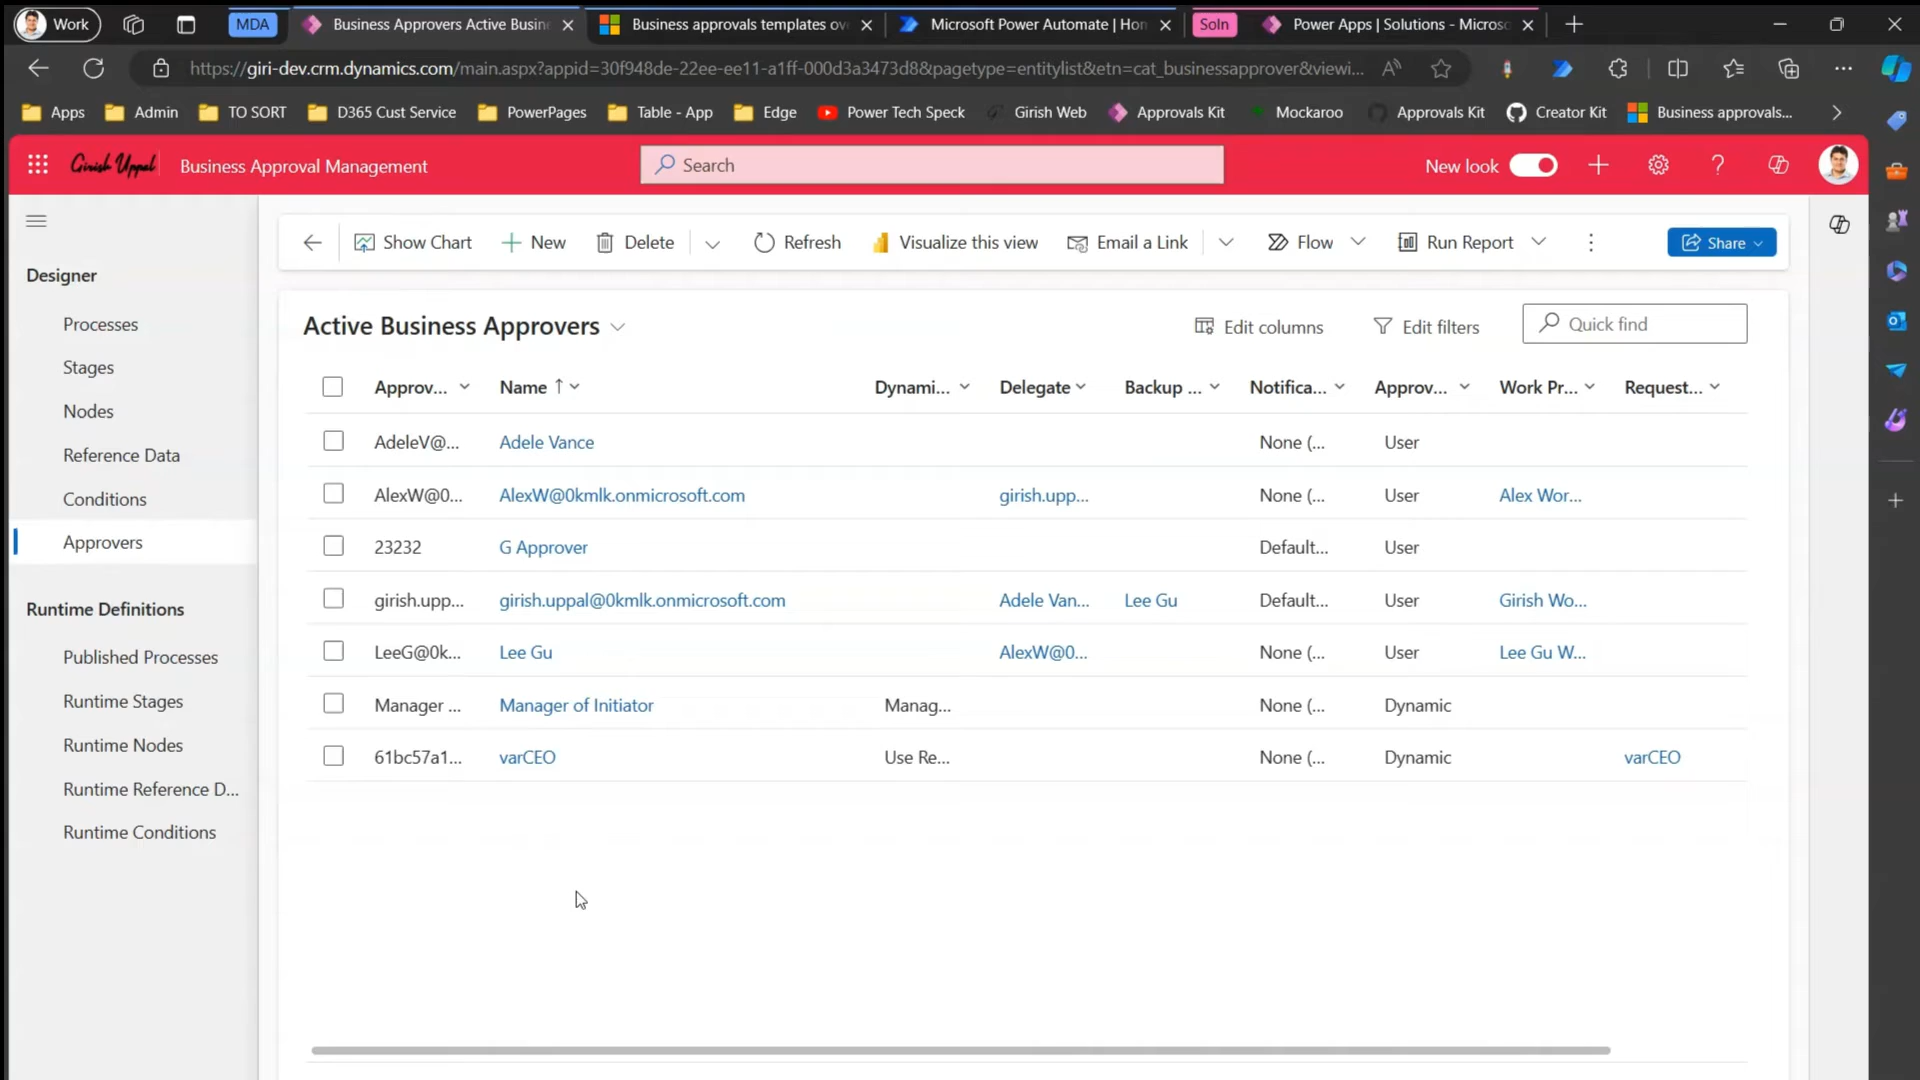 Work
MDA
Business Approvers Active Busin
Business approvals templates ov
Microsoft Power Automate | Hom
Soln
Power Apps | Solutions - Microso
https://giri-dev.crm.dynamics.com/main.aspx?appid=30f948de-22ee-ee11-a1ff-000d3a3473d8&pagetype=entitylist&etn=cat_businessapprover&viewi...
Apps
Admin
TO SORT
D365 Cust Service
PowerPages
Table - App
Edge
Power Tech Speck
Girish Web
Approvals Kit
Mockaroo
Approvals Kit
Creator Kit
Business approvals...
Girish Uppal
Business Approval Management
Search
New look
Show Chart
New
Delete
Refresh
Visualize this view
Email a Link
Flow
Run Report
Share
Designer
Processes
Stages
Nodes
Reference Data
Conditions
Approvers
Runtime Definitions
Published Processes
Runtime Stages
Runtime Nodes
Runtime Reference D...
Runtime Conditions
Active Business Approvers
Edit columns
Edit filters
Quick find
Approv... Name ↑ Dynami... Delegate Backup ... Notifica... Approv... Work Pr... Request...
AdeleV@... Adele Vance None (... User
AlexW@0... AlexW@0kmlk.onmicrosoft.com girish.upp... None (... User Alex Wor...
23232 G Approver Default... User
girish.upp... girish.uppal@0kmlk.onmicrosoft.com Adele Van... Lee Gu Default... User Girish Wo...
LeeG@0k... Lee Gu AlexW@0... None (... User Lee Gu W...
Manager ... Manager of Initiator Manag... None (... Dynamic
61bc57a1... varCEO Use Re... None (... Dynamic varCEO